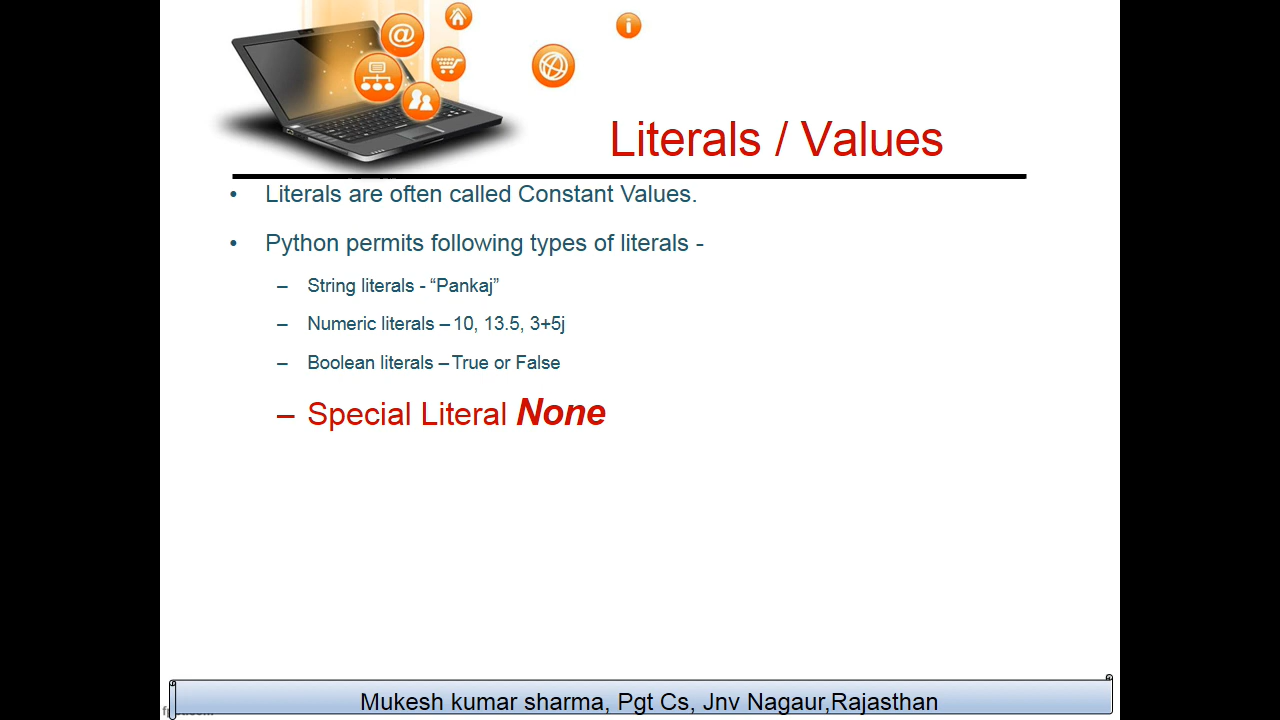 Literals / Values
• Literals are often called Constant Values.
• Python permits following types of literals -
– String literals - “Pankaj”
– Numeric literals – 10, 13.5, 3+5j
– Boolean literals – True or False
– Special Literal None
Mukesh kumar sharma, Pgt Cs, Jnv Nagaur,Rajasthan